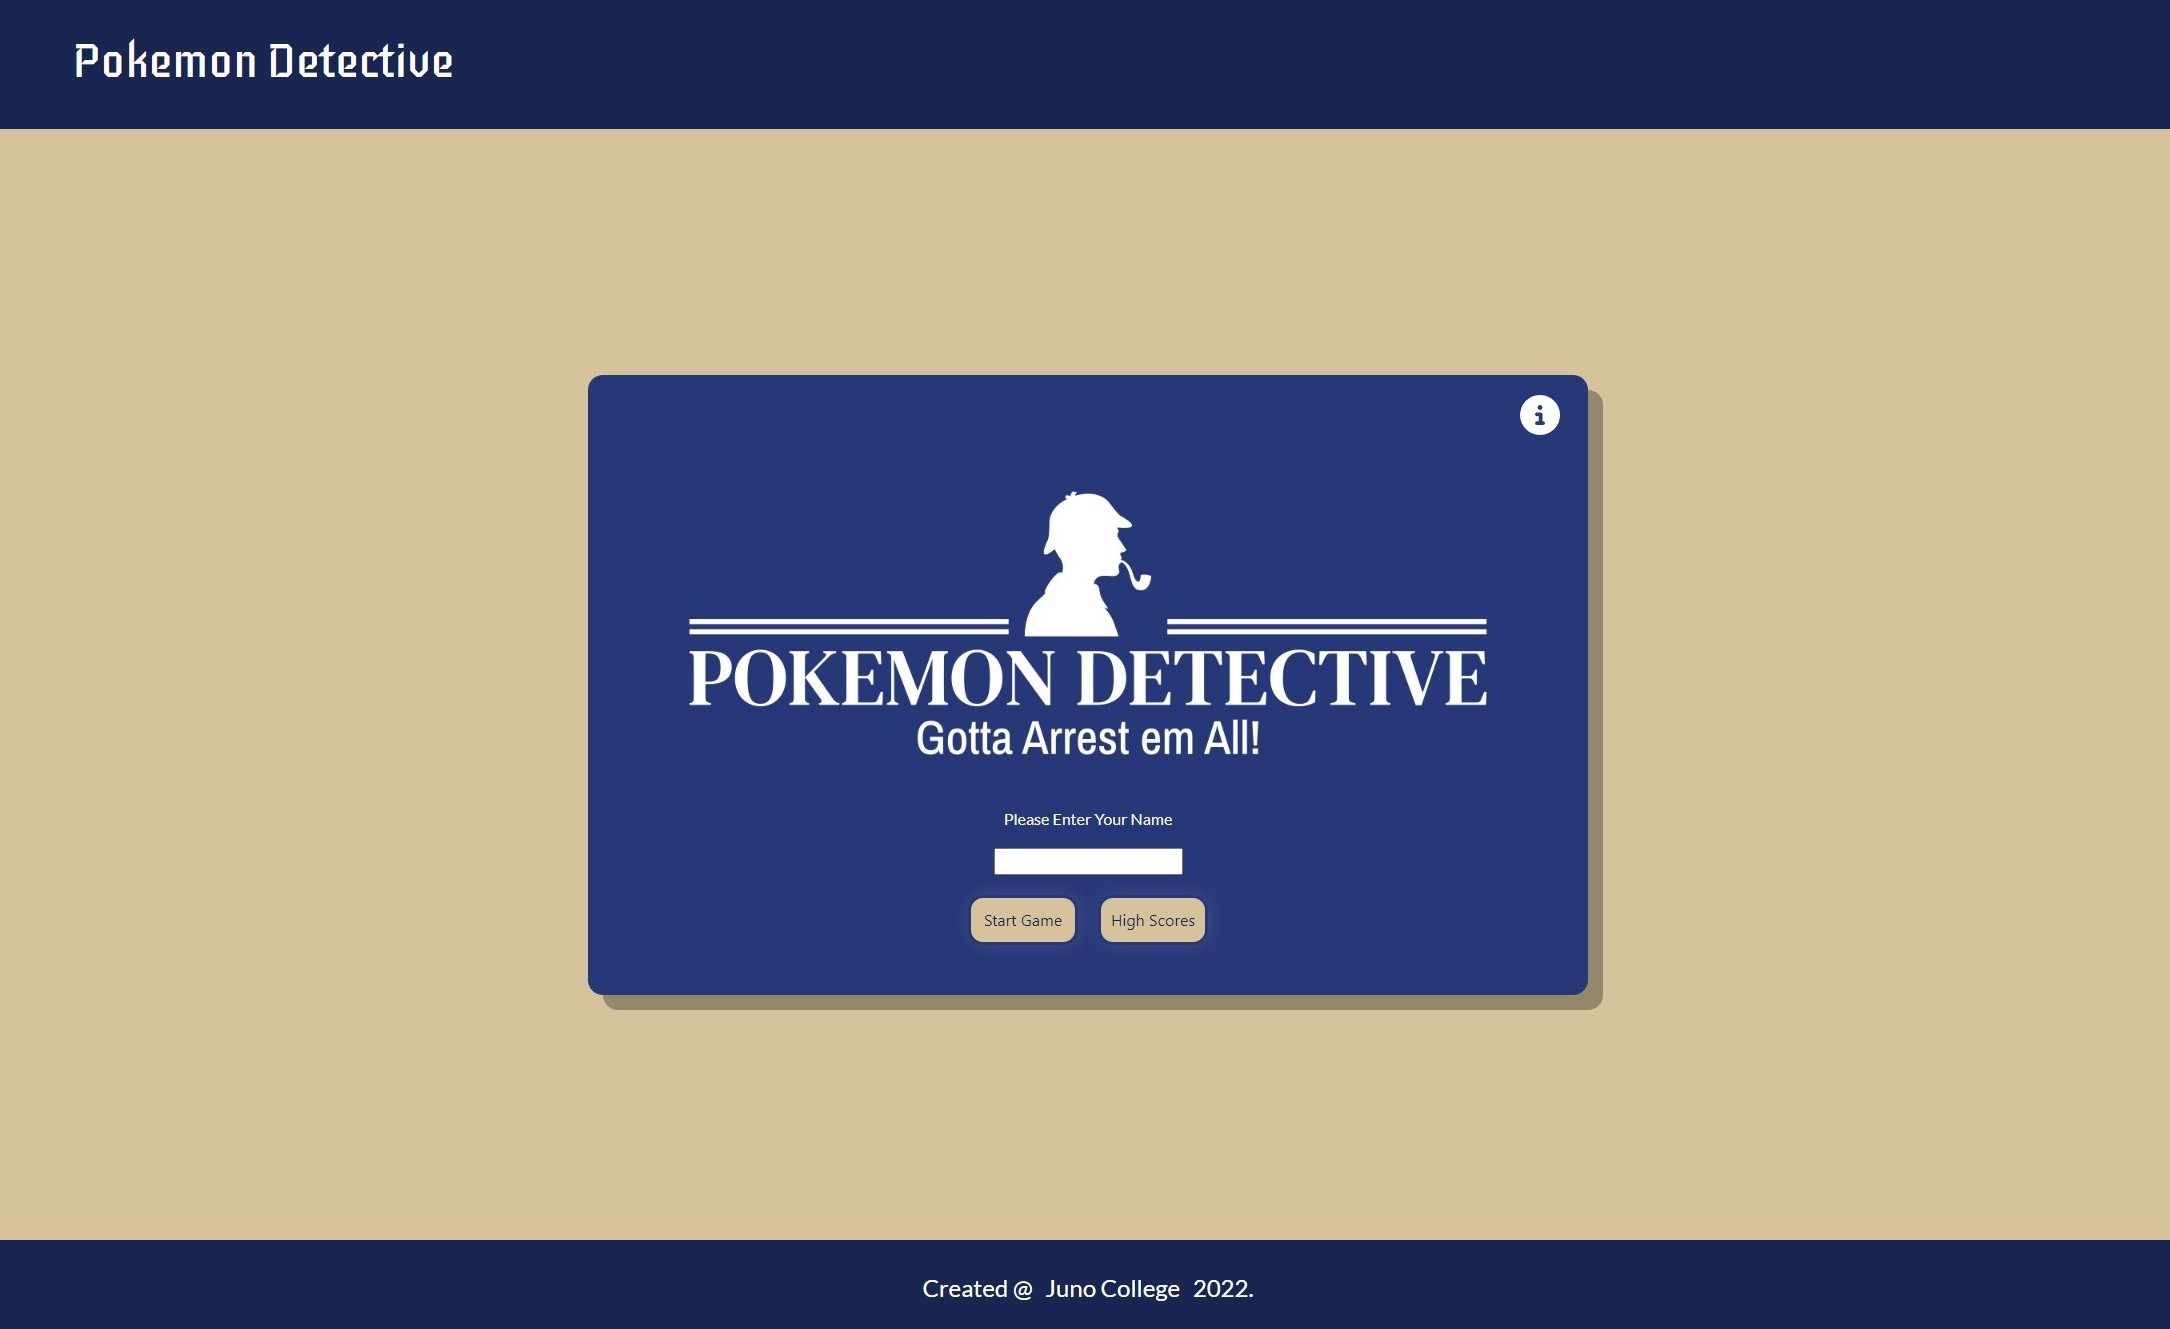 Pokemon Detective
POKEMON DETECTIVE
Gotta Arrest em All!
Please Enter Your Name
Start Game
High Scores
Created @ Juno College 2022.